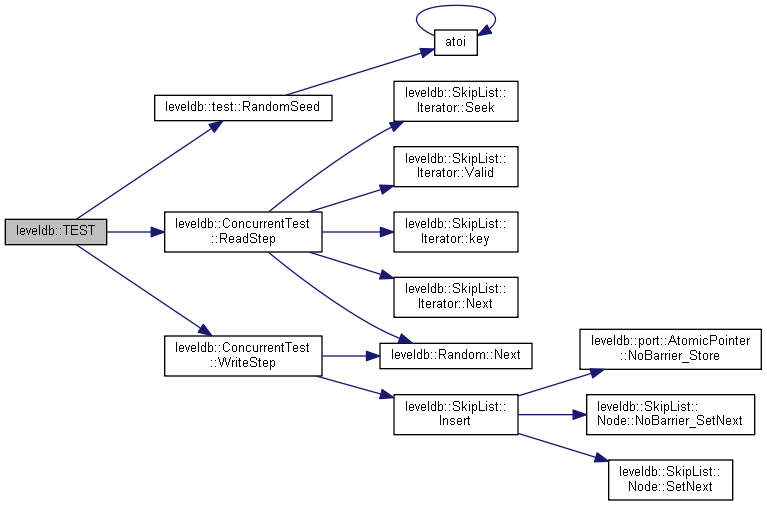 atoi
leveldb::test::RandomSeed
leveldb::SkipList::
Iterator::Seek
leveldb::SkipList::
Iterator::Valid
leveldb::TEST
leveldb::ConcurrentTest
::ReadStep
leveldb::SkipList::
Iterator::key
leveldb::SkipList::
Iterator::Next
leveldb::ConcurrentTest
::WriteStep
leveldb::Random::Next
leveldb::port::AtomicPointer
::NoBarrier_Store
leveldb::SkipList::
Insert
leveldb::SkipList::
Node::NoBarrier_SetNext
leveldb::SkipList::
Node::SetNext